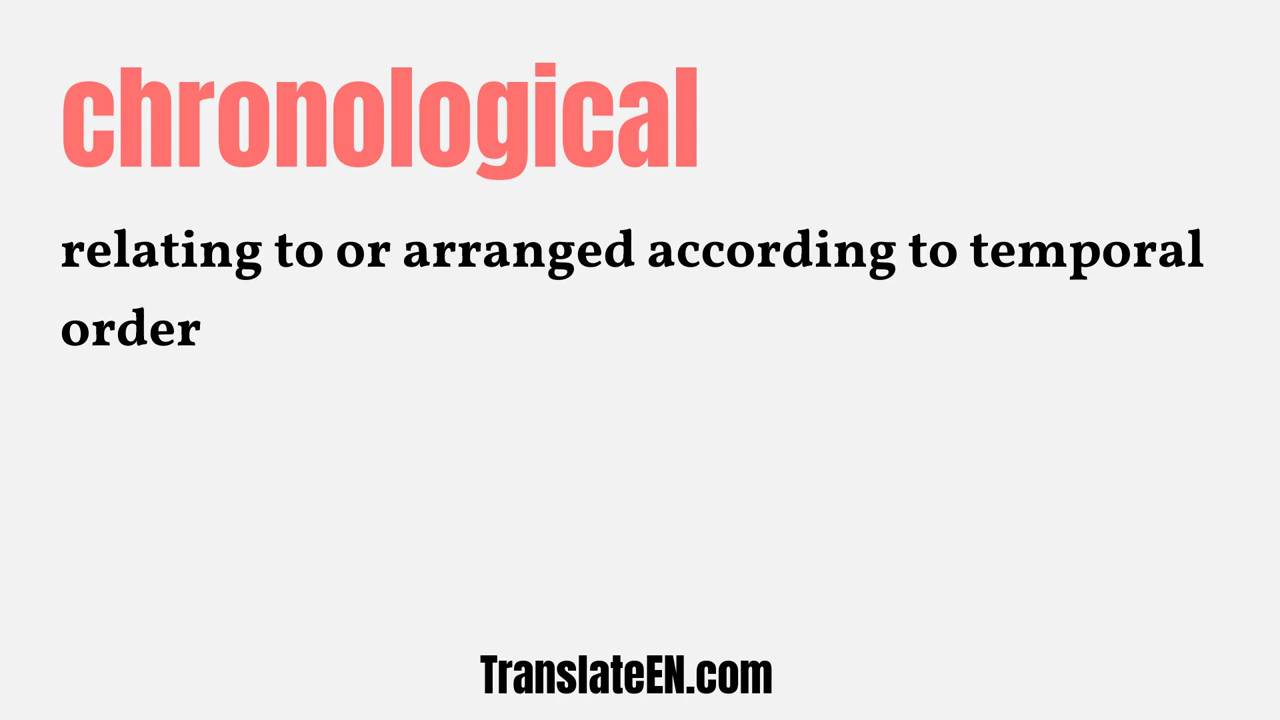 chronological
relating to or arranged according to temporal
order
TranslateEN.com